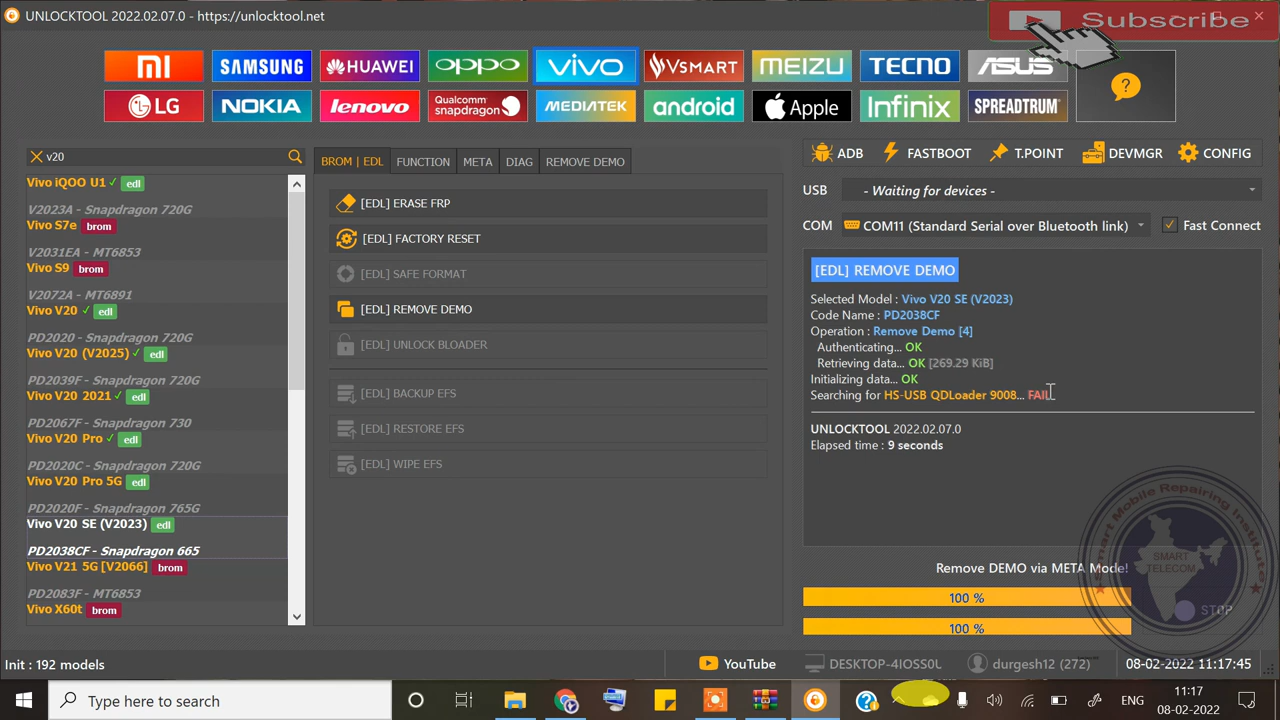 UNLOCKTOOL 2022.02.07.0 - https://unlocktool.net
Subscribe
mi SAMSUNG HUAWEI oppo vivo VSMART MEIZU TECNO ASUS
LG NOKIA lenovo Qualcomm snapdragon MEDIATEK android Apple Infinix SPREADTRUM
?
v20
Vivo iQOO U1 ✓ edl
V2023A - Snapdragon 720G
Vivo S7e brom
V2031EA - MT6853
Vivo S9 brom
V2072A - MT6891
Vivo V20 ✓ edl
PD2020 - Snapdragon 720G
Vivo V20 (V2025) ✓ edl
PD2039F - Snapdragon 720G
Vivo V20 2021 ✓ edl
PD2067F - Snapdragon 730
Vivo V20 Pro ✓ edl
PD2020C - Snapdragon 720G
Vivo V20 Pro 5G edl
PD2020F - Snapdragon 765G
Vivo V20 SE (V2023) edl
PD2038CF - Snapdragon 665
Vivo V21 5G [V2066] brom
PD2083F - MT6853
Vivo X60t brom
BROM | EDL FUNCTION META DIAG REMOVE DEMO
[EDL] ERASE FRP
[EDL] FACTORY RESET
[EDL] SAFE FORMAT
[EDL] REMOVE DEMO
[EDL] UNLOCK BLOADER
[EDL] BACKUP EFS
[EDL] RESTORE EFS
[EDL] WIPE EFS
ADB FASTBOOT T.POINT DEVMGR CONFIG
USB - Waiting for devices -
COM COM11 (Standard Serial over Bluetooth link) Fast Connect
[EDL] REMOVE DEMO
Selected Model : Vivo V20 SE (V2023)
Code Name : PD2038CF
Operation : Remove Demo [4]
Authenticating... OK
Retrieving data... OK [269.29 KiB]
Initializing data... OK
Searching for HS-USB QDLoader 9008... FAIL
UNLOCKTOOL 2022.02.07.0
Elapsed time : 9 seconds
Smart Mobile Repairing Institute
SMART
TELECOM
Remove DEMO via META Mode!
100 %
STOP
100 %
Init : 192 models
YouTube DESKTOP-4IOSS0L durgesh12 (272) 08-02-2022 11:17:45
Type here to search
ENG
11:17
08-02-2022